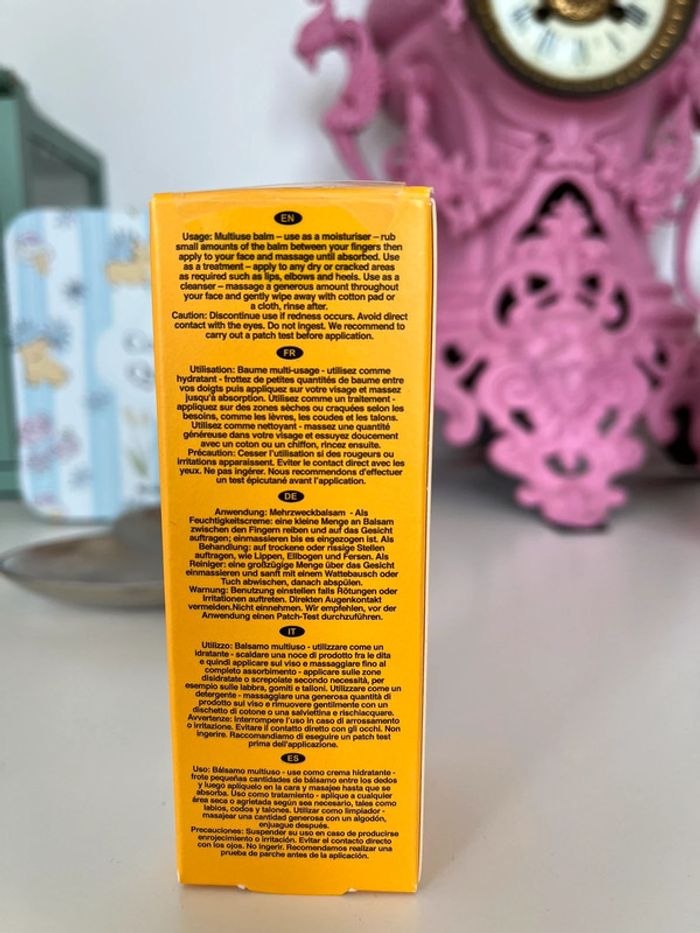 EN
Usage: Multiuse balm – use as a moisturiser – rub
small amounts of the balm between your fingers then
apply to your face and massage until absorbed. Use
as a treatment – apply to any dry or cracked areas
as required such as lips, elbows and heels. Use as a
cleanser – massage a generous amount throughout
your face and gently wipe away with cotton pad or
a cloth, rinse after.
Caution: Discontinue use if redness occurs. Avoid direct
contact with the eyes. Do not ingest. We recommend to
carry out a patch test before application.
FR
Utilisation: Baume multi-usage - utilisez comme
hydratant - frottez de petites quantités de baume entre
vos doigts puis appliquez sur votre visage et massez
jusqu'à absorption. Utilisez comme un traitement -
appliquez sur des zones sèches ou craquées selon les
besoins, comme les lèvres, les coudes et les talons.
Utilisez comme nettoyant - massez une quantité
généreuse dans votre visage et essuyez doucement
avec un coton ou un chiffon, rincez ensuite.
Précaution: Cesser l'utilisation si des rougeurs ou
irritations apparaissent. Eviter le contact direct avec les
yeux. Ne pas ingérer. Nous recommendons d'effectuer
un test épicutané avant l'application.
DE
Anwendung: Mehrzweckbalsam - Als
Feuchtigkeitscreme: eine kleine Menge an Balsam
zwischen den Fingern reiben und auf das Gesicht
auftragen; einmassieren bis es eingezogen ist. Als
Behandlung: auf trockene oder rissige Stellen
auftragen, wie Lippen, Ellbogen und Fersen. Als
Reiniger: eine großzügige Menge über das Gesicht
einmassieren und sanft mit einem Wattebausch oder
Tuch abwischen, danach abspülen.
Warnung: Benutzung einstellen falls Rötungen oder
Irritationen auftreten. Direkten Augenkontakt
vermeiden.Nicht einnehmen. Wir empfehlen, vor der
Anwendung einen Patch-Test durchzuführen.
IT
Utilizzo: Balsamo multiuso - utilizzare come un
idratante - scaldare una noce di prodotto fra le dita
e quindi applicare sul viso e massaggiare fino al
completo assorbimento - applicare sulle zone
disidratate o screpolate secondo necessità, per
esempio sulle labbra, gomiti e talloni. Utilizzare come un
detergente - massaggiare una generosa quantità di
prodotto sul viso e rimuovere gentilmente con un
dischetto di cotone o una salviettina e risciacquare.
Avvertenze: Interrompere l'uso in caso di arrossamento
o irritazione. Evitare il contatto diretto con gli occhi. Non
ingerire. Raccomandiamo di eseguire un patch test
prima dell'applicazione.
ES
Uso: Bálsamo multiuso - use como crema hidratante -
frote pequeñas cantidades de bálsamo entre los dedos
y luego aplíquelo en la cara y masajee hasta que se
absorba. Uso como tratamiento - aplique a cualquier
área seca o agrietada según sea necesario, tales como
labios, codos y talones. Utilizar como limpiador -
masajear una cantidad generosa con un algodón,
enjuague después.
Precauciones: Suspender su uso en caso de producirse
enrojecimiento o irritación. Evitar el contacto directo
con los ojos. No ingerir. Recomendamos realizar una
prueba de parche antes de la aplicación.